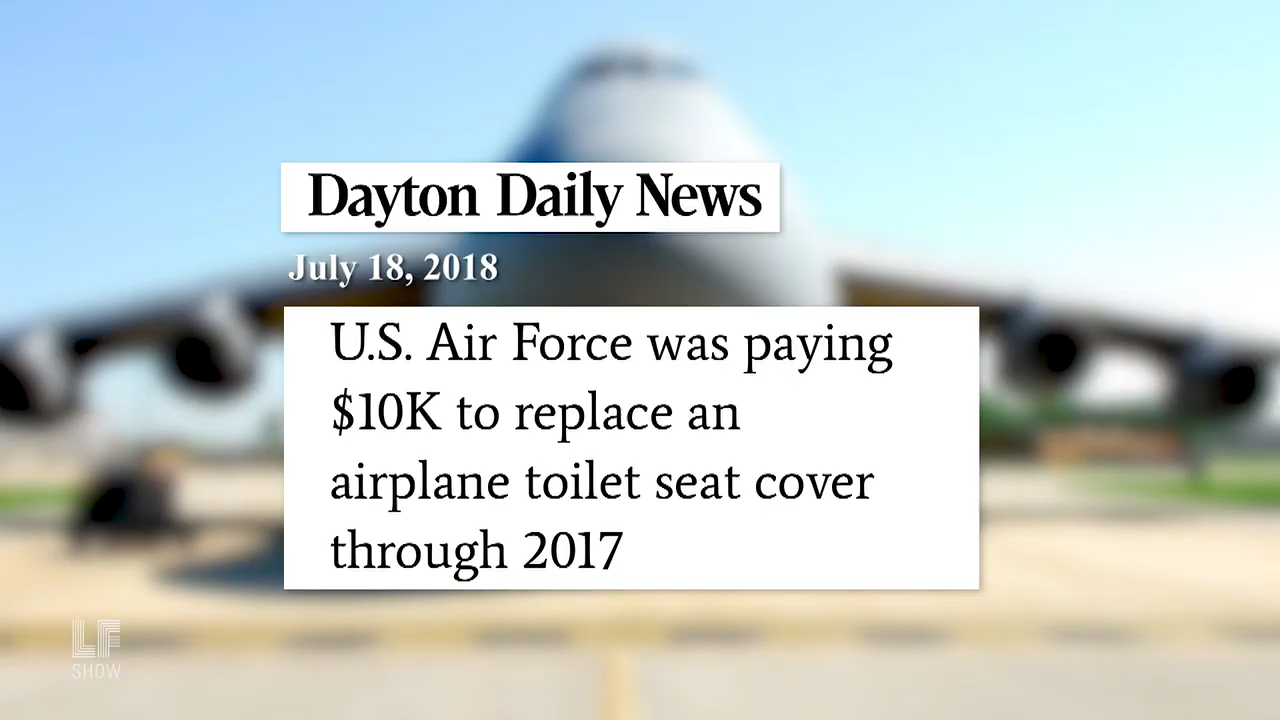 Dayton Daily News
July 18, 2018
U.S. Air Force was paying
$10K to replace an
airplane toilet seat cover
through 2017
LF
SHOW